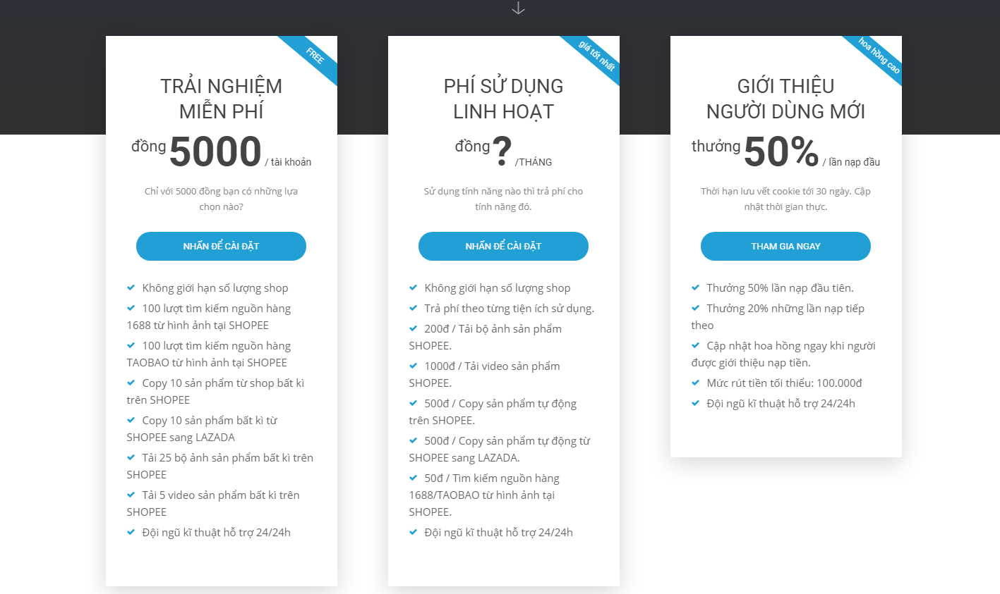 FREE
TRẢI NGHIỆM
MIỄN PHÍ
đồng 5000 / tài khoản
Chỉ với 5000 đồng bạn có những lựa
chọn nào?
NHẤN ĐỂ CÀI ĐẶT
Không giới hạn số lượng shop
100 lượt tìm kiếm nguồn hàng
1688 từ hình ảnh tại SHOPEE
100 lượt tìm kiếm nguồn hàng
TAOBAO từ hình ảnh tại SHOPEE
Copy 10 sản phẩm từ shop bất kì
trên SHOPEE
Copy 10 sản phẩm bất kì từ
SHOPEE sang LAZADA
Tải 25 bộ ảnh sản phẩm bất kì trên
SHOPEE
Tải 5 video sản phẩm bất kì trên
SHOPEE
Đội ngũ kĩ thuật hỗ trợ 24/24h
giá tốt nhất
PHÍ SỬ DỤNG
LINH HOẠT
đồng ? /THÁNG
Sử dụng tính năng nào thì trả phí cho
tính năng đó.
NHẤN ĐỂ CÀI ĐẶT
Không giới hạn số lượng shop
Trả phí theo từng tiện ích sử dụng.
200đ / Tải bộ ảnh sản phẩm
SHOPEE.
1000đ / Tải video sản phẩm
SHOPEE.
500đ / Copy sản phẩm tự động
trên SHOPEE.
500đ / Copy sản phẩm tự động từ
SHOPEE sang LAZADA.
50đ / Tìm kiếm nguồn hàng
1688/TAOBAO từ hình ảnh tại
SHOPEE.
Đội ngũ kĩ thuật hỗ trợ 24/24h
hoa hồng cao
GIỚI THIỆU
NGƯỜI DÙNG MỚI
thưởng 50% / lần nạp đầu
Thời hạn lưu vết cookie tới 30 ngày. Cập
nhật thời gian thực.
THAM GIA NGAY
Thưởng 50% lần nạp đầu tiên.
Thưởng 20% những lần nạp tiếp
theo
Cập nhật hoa hồng ngay khi người
được giới thiệu nạp tiền.
Mức rút tiền tối thiểu: 100.000đ
Đội ngũ kĩ thuật hỗ trợ 24/24h